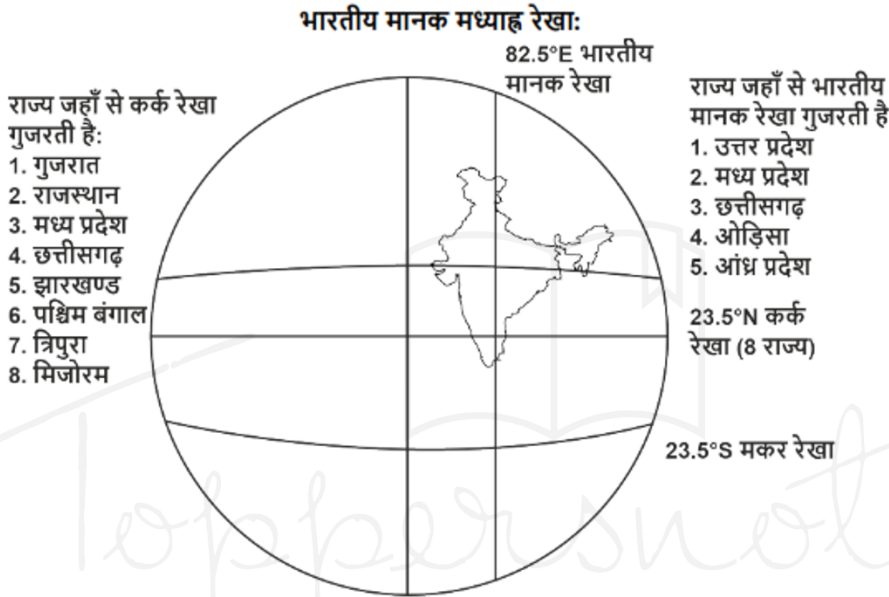 भारतीय मानक मध्याह्न रेखा:
82.5°E भारतीय
मानक रेखा
राज्य जहाँ से कर्क रेखा
गुजरती है:
1. गुजरात
2. राजस्थान
3. मध्य प्रदेश
4. छत्तीसगढ़
5. झारखण्ड
6. पश्चिम बंगाल
7. त्रिपुरा
8. मिजोरम
राज्य जहाँ से भारतीय
मानक रेखा गुजरती है
1. उत्तर प्रदेश
2. मध्य प्रदेश
3. छत्तीसगढ़
4. ओड़िसा
5. आंध्र प्रदेश
23.5°N कर्क
रेखा (8 राज्य)
23.5°S मकर रेखा
Toppersnot